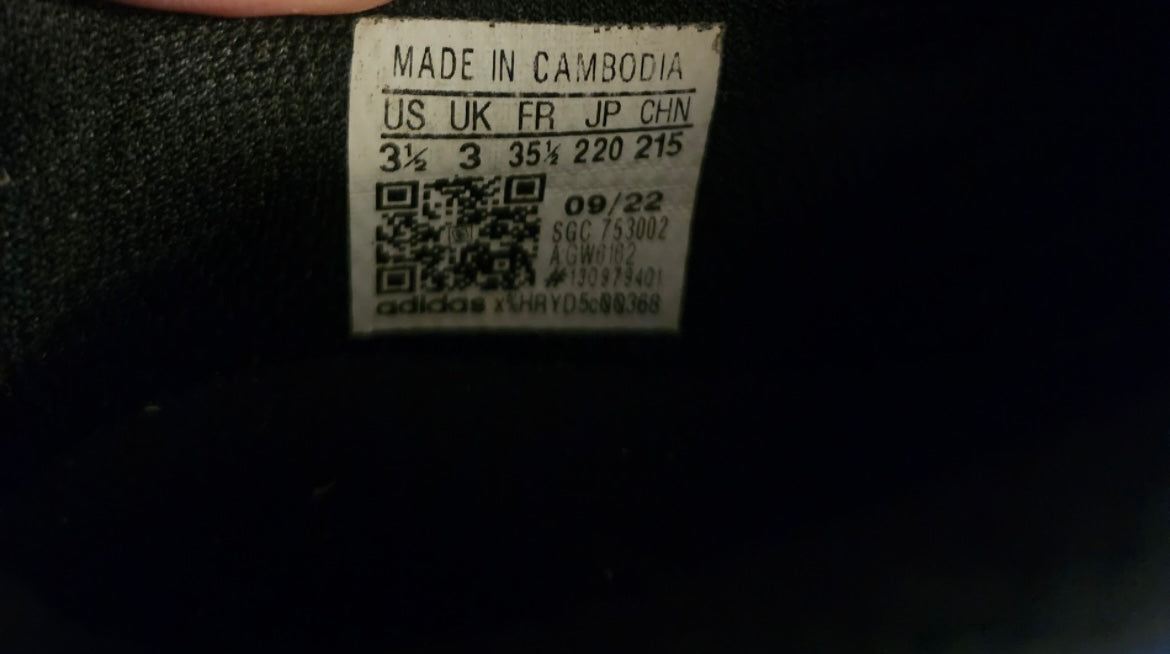 MADE IN CAMBODIA
US UK FR JP CHN
3½ 3 35½ 220 215
09/22
SGC 753002
#130979401
adidas